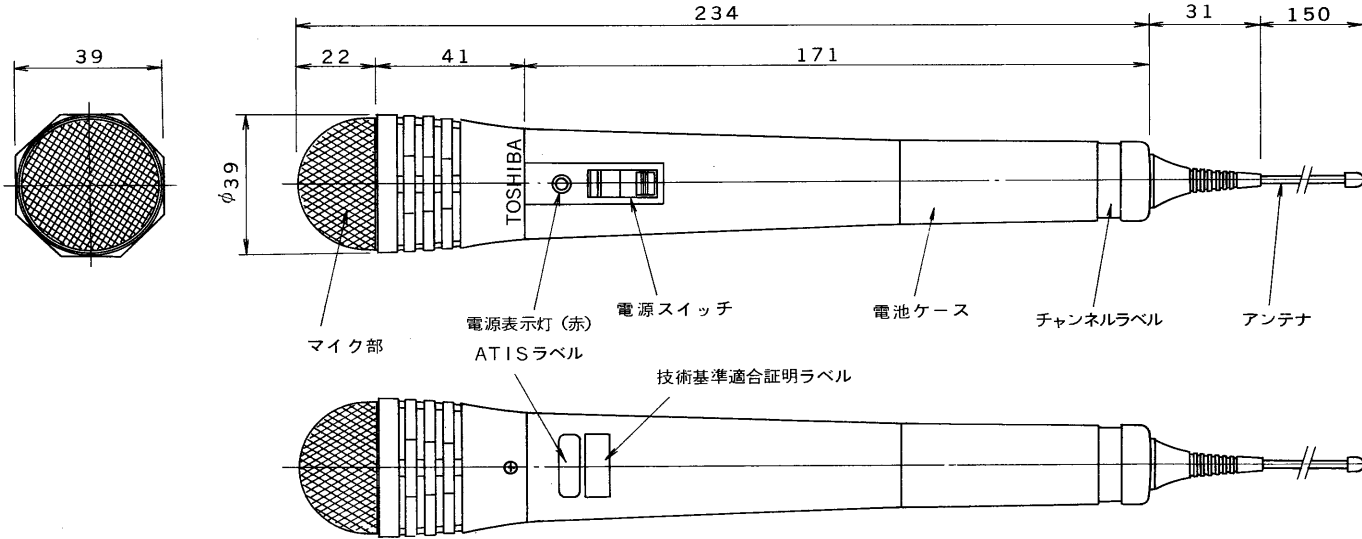 234
31
150
39
22
41
171
φ39
TOSHIBA
電源スイッチ
電池ケース
チャンネルラベル
アンテナ
電源表示灯（赤）
マイク部
ATISラベル
技術基準適合証明ラベル